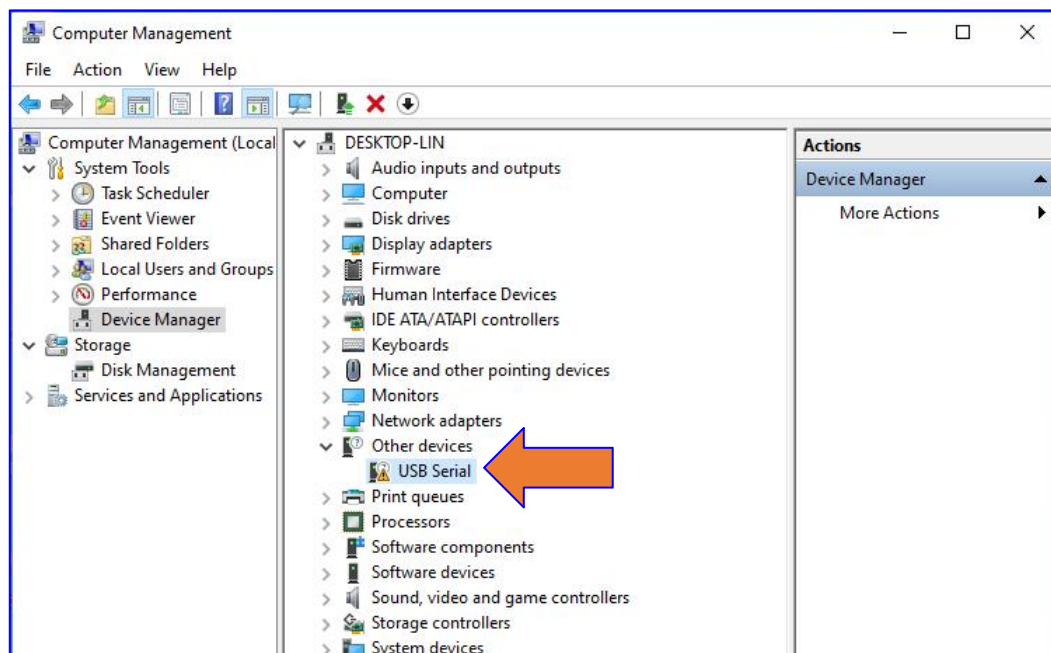 Computer Management
File Action View Help
Computer Management (Local
System Tools
Task Scheduler
Event Viewer
Shared Folders
Local Users and Groups
Performance
Device Manager
Storage
Disk Management
Services and Applications
DESKTOP-LIN
Audio inputs and outputs
Computer
Disk drives
Display adapters
Firmware
Human Interface Devices
IDE ATA/ATAPI controllers
Keyboards
Mice and other pointing devices
Monitors
Network adapters
Other devices
USB Serial
Print queues
Processors
Software components
Software devices
Sound, video and game controllers
Storage controllers
System devices
Actions
Device Manager
More Actions